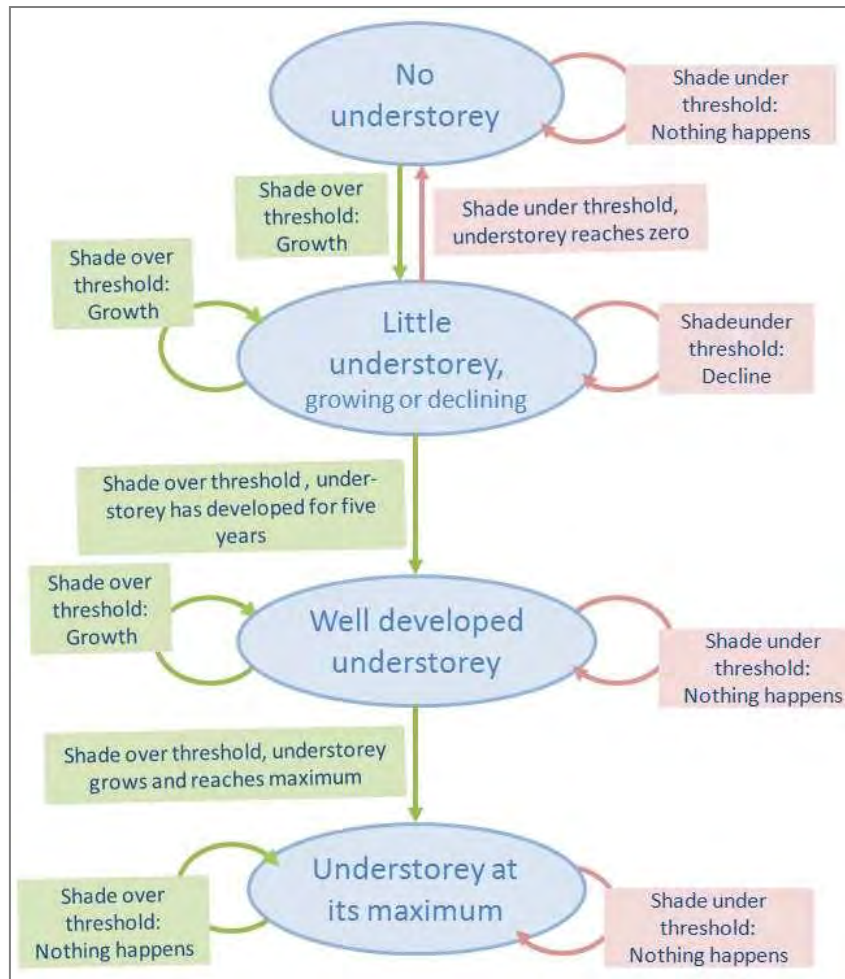 No
understorey
Shade under
threshold:
Nothing happens
Shade over
threshold:
Growth
Shade under threshold,
understorey reaches zero
Shade over
threshold:
Growth
Little
understorey,
growing or declining
Shadeunder
threshold:
Decline
Shade over threshold , under-
storey has developed for five
years
Shade over
threshold:
Growth
Well developed
understorey
Shade under
threshold:
Nothing happens
Shade over threshold, understorey
grows and reaches maximum
Shade over
threshold:
Nothing happens
Understorey at
its maximum
Shade under
threshold:
Nothing happens